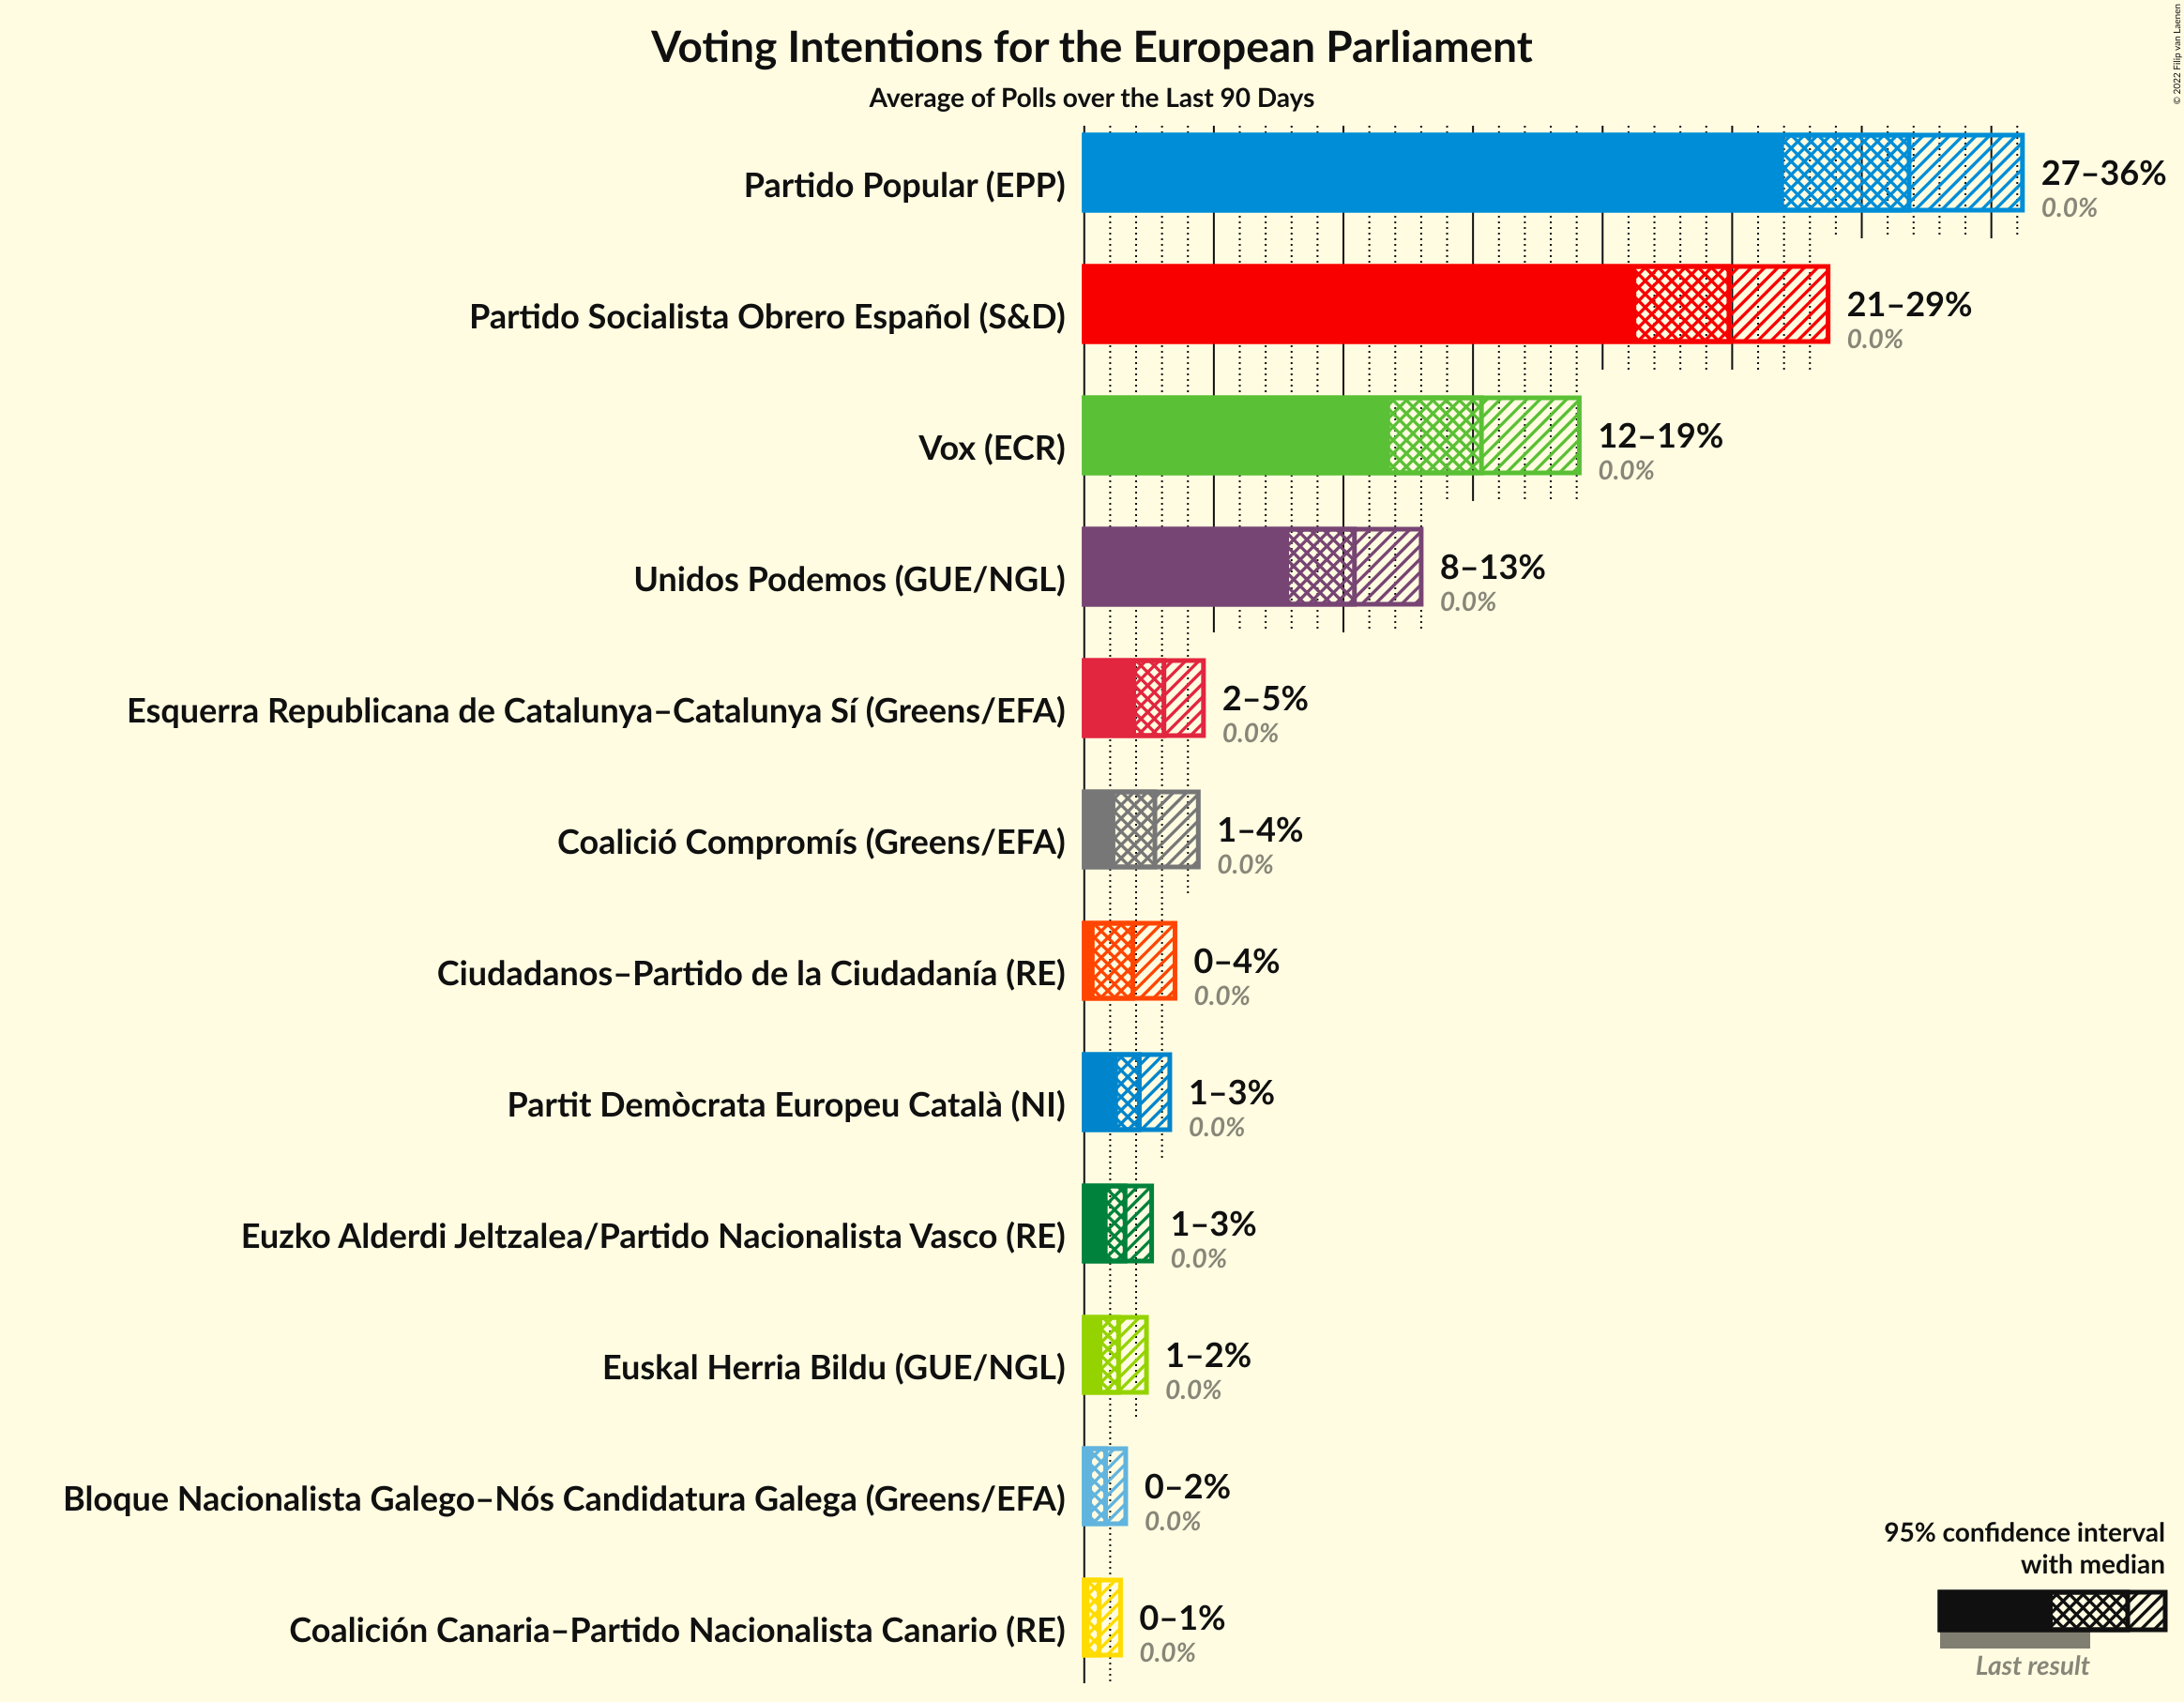 Voting Intentions for the European Parliament
Average of Polls over the Last 90 Days
© 2022 Filip van Laenen
Partido Popular (EPP)
27–36%
0.0%
Partido Socialista Obrero Español (S&D)
21–29%
0.0%
Vox (ECR)
12–19%
0.0%
Unidos Podemos (GUE/NGL)
8–13%
0.0%
Esquerra Republicana de Catalunya–Catalunya Sí (Greens/EFA)
2–5%
0.0%
Coalició Compromís (Greens/EFA)
1–4%
0.0%
Ciudadanos–Partido de la Ciudadanía (RE)
0–4%
0.0%
Partit Demòcrata Europeu Català (NI)
1–3%
0.0%
Euzko Alderdi Jeltzalea/Partido Nacionalista Vasco (RE)
1–3%
0.0%
Euskal Herria Bildu (GUE/NGL)
1–2%
0.0%
Bloque Nacionalista Galego–Nós Candidatura Galega (Greens/EFA)
0–2%
0.0%
Coalición Canaria–Partido Nacionalista Canario (RE)
0–1%
0.0%
95% confidence interval
with median
Last result